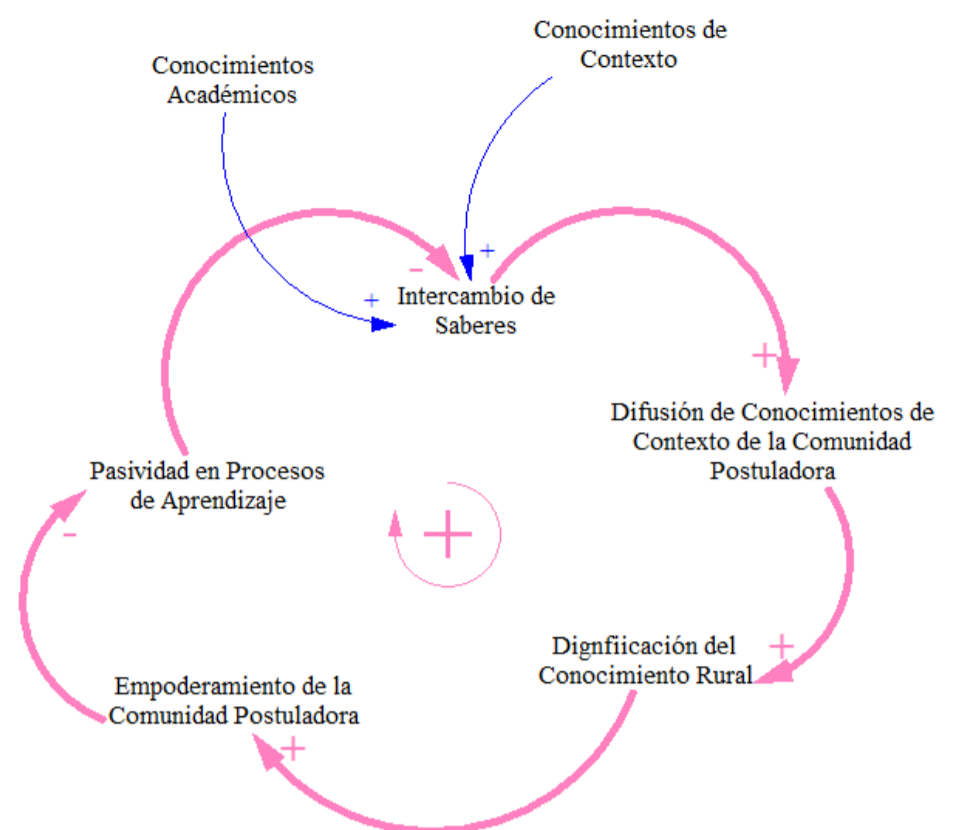 Conocimientos de
Contexto
Conocimientos
Académicos
+
-
+
Intercambio de
Saberes
+
Difusión de Conocimientos de
Contexto de la Comunidad
Postuladora
Pasividad en Procesos
de Aprendizaje
-
+
+
Dignfiicación del
Conocimiento Rural
Empoderamiento de la
Comunidad Postuladora
+